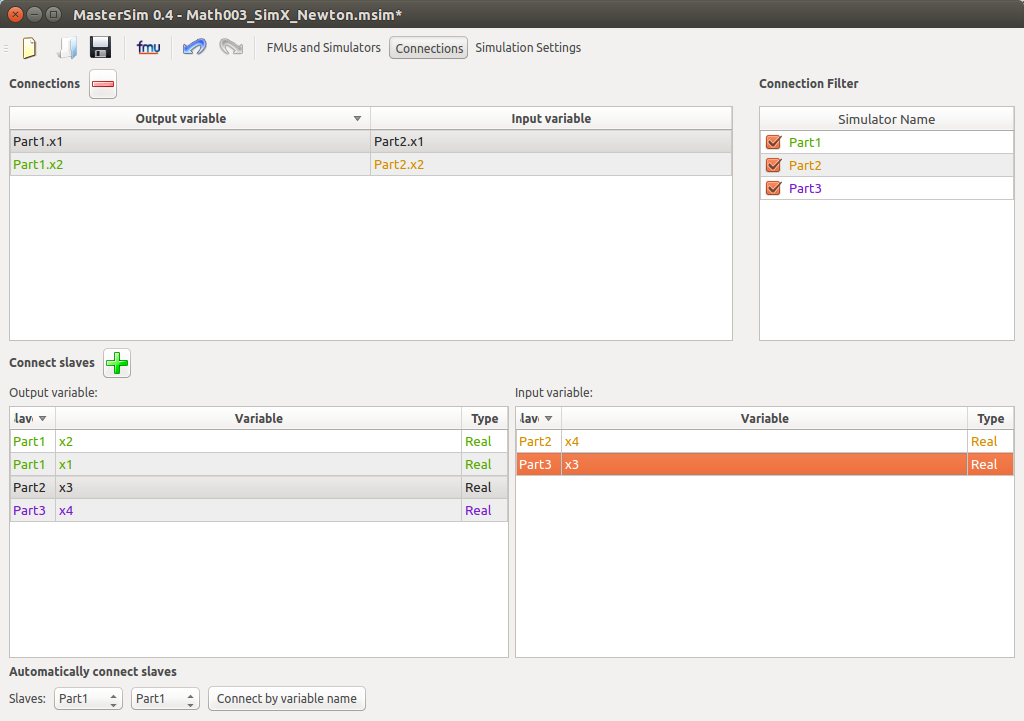 MasterSim 0.4 - Math003_SimX_Newton.msim*
fmu FMUs and Simulators Connections Simulation Settings
Connections
Connection Filter
Output variable Input variable
Simulator Name
Part1.x1 Part2.x1
Part1
Part1.x2 Part2.x2
Part2
Part3
Connect slaves
Output variable:
Input variable:
lav Variable Type
lav Variable Type
Part1 x2 Real
Part2 x4 Real
Part1 x1 Real
Part3 x3 Real
Part2 x3 Real
Part3 x4 Real
Automatically connect slaves
Slaves: Part1 Part1 Connect by variable name